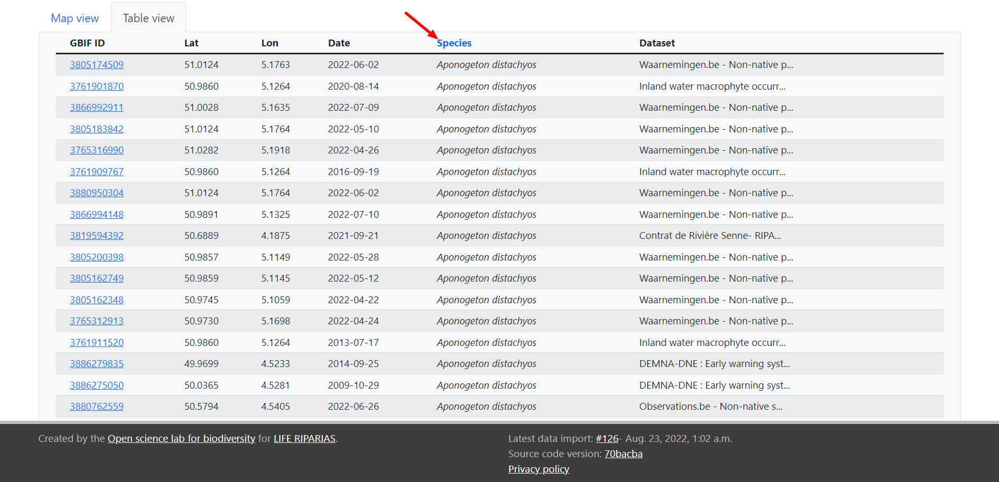 Map view Table view
GBIF ID Lat Lon Date Species Dataset
3805174509 51.0124 5.1763 2022-06-02 Aponogeton distachyos Waarnemingen.be - Non-native p...
3761901870 50.9860 5.1264 2020-08-14 Aponogeton distachyos Inland water macrophyte occurr...
3866992911 51.0028 5.1635 2022-07-09 Aponogeton distachyos Waarnemingen.be - Non-native p...
3805183842 51.0124 5.1764 2022-05-10 Aponogeton distachyos Waarnemingen.be - Non-native p...
3765316990 51.0282 5.1918 2022-04-26 Aponogeton distachyos Waarnemingen.be - Non-native p...
3761909767 50.9860 5.1264 2016-09-19 Aponogeton distachyos Inland water macrophyte occurr...
3880950304 51.0124 5.1764 2022-06-02 Aponogeton distachyos Waarnemingen.be - Non-native p...
3866994148 50.9891 5.1325 2022-07-10 Aponogeton distachyos Waarnemingen.be - Non-native p...
3819594392 50.6889 4.1875 2021-09-21 Aponogeton distachyos Contrat de Rivière Senne- RIPA...
3805200398 50.9857 5.1149 2022-05-28 Aponogeton distachyos Waarnemingen.be - Non-native p...
3805162749 50.9859 5.1145 2022-05-12 Aponogeton distachyos Waarnemingen.be - Non-native p...
3805162348 50.9745 5.1059 2022-04-22 Aponogeton distachyos Waarnemingen.be - Non-native p...
3765312913 50.9730 5.1698 2022-04-24 Aponogeton distachyos Waarnemingen.be - Non-native p...
3761911520 50.9860 5.1264 2013-07-17 Aponogeton distachyos Inland water macrophyte occurr...
3886279835 49.9699 4.5233 2014-09-25 Aponogeton distachyos DEMNA-DNE : Early warning syst...
3886275050 50.0365 4.5281 2009-10-29 Aponogeton distachyos DEMNA-DNE : Early warning syst...
3880762559 50.5794 4.5405 2022-06-26 Aponogeton distachyos Observations.be - Non-native s...
Created by the Open science lab for biodiversity for LIFE RIPARIAS.
Latest data import: #126- Aug. 23, 2022, 1:02 a.m.
Source code version: 70bacba
Privacy policy